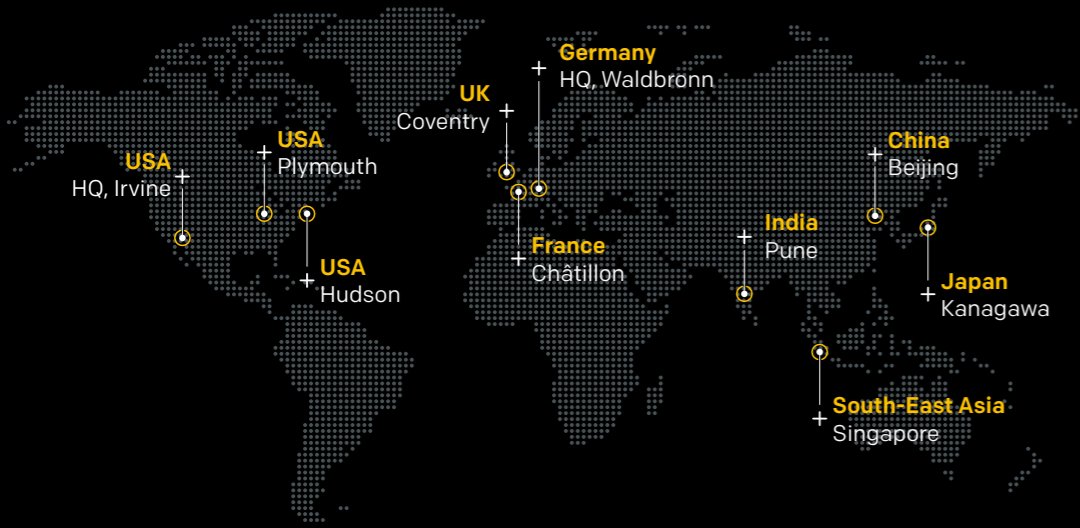 Germany
HQ, Waldbronn
UK
Coventry
USA
Plymouth
USA
HQ, Irvine
China
Beijing
India
Pune
France
Châtillon
USA
Hudson
Japan
Kanagawa
South-East Asia
Singapore